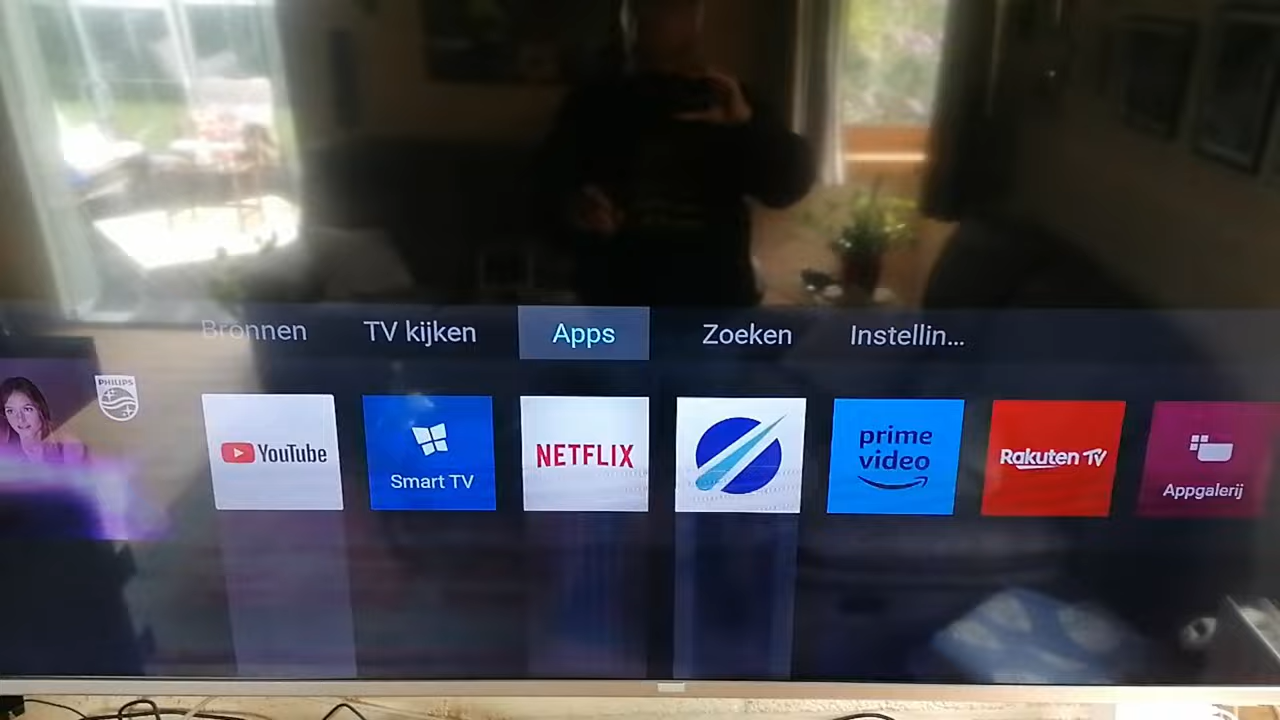 Bronnen TV kijken Apps Zoeken Instellin...
PHILIPS
YouTube
Smart TV
NETFLIX
prime
video
Rakuten TV
Appgalerij